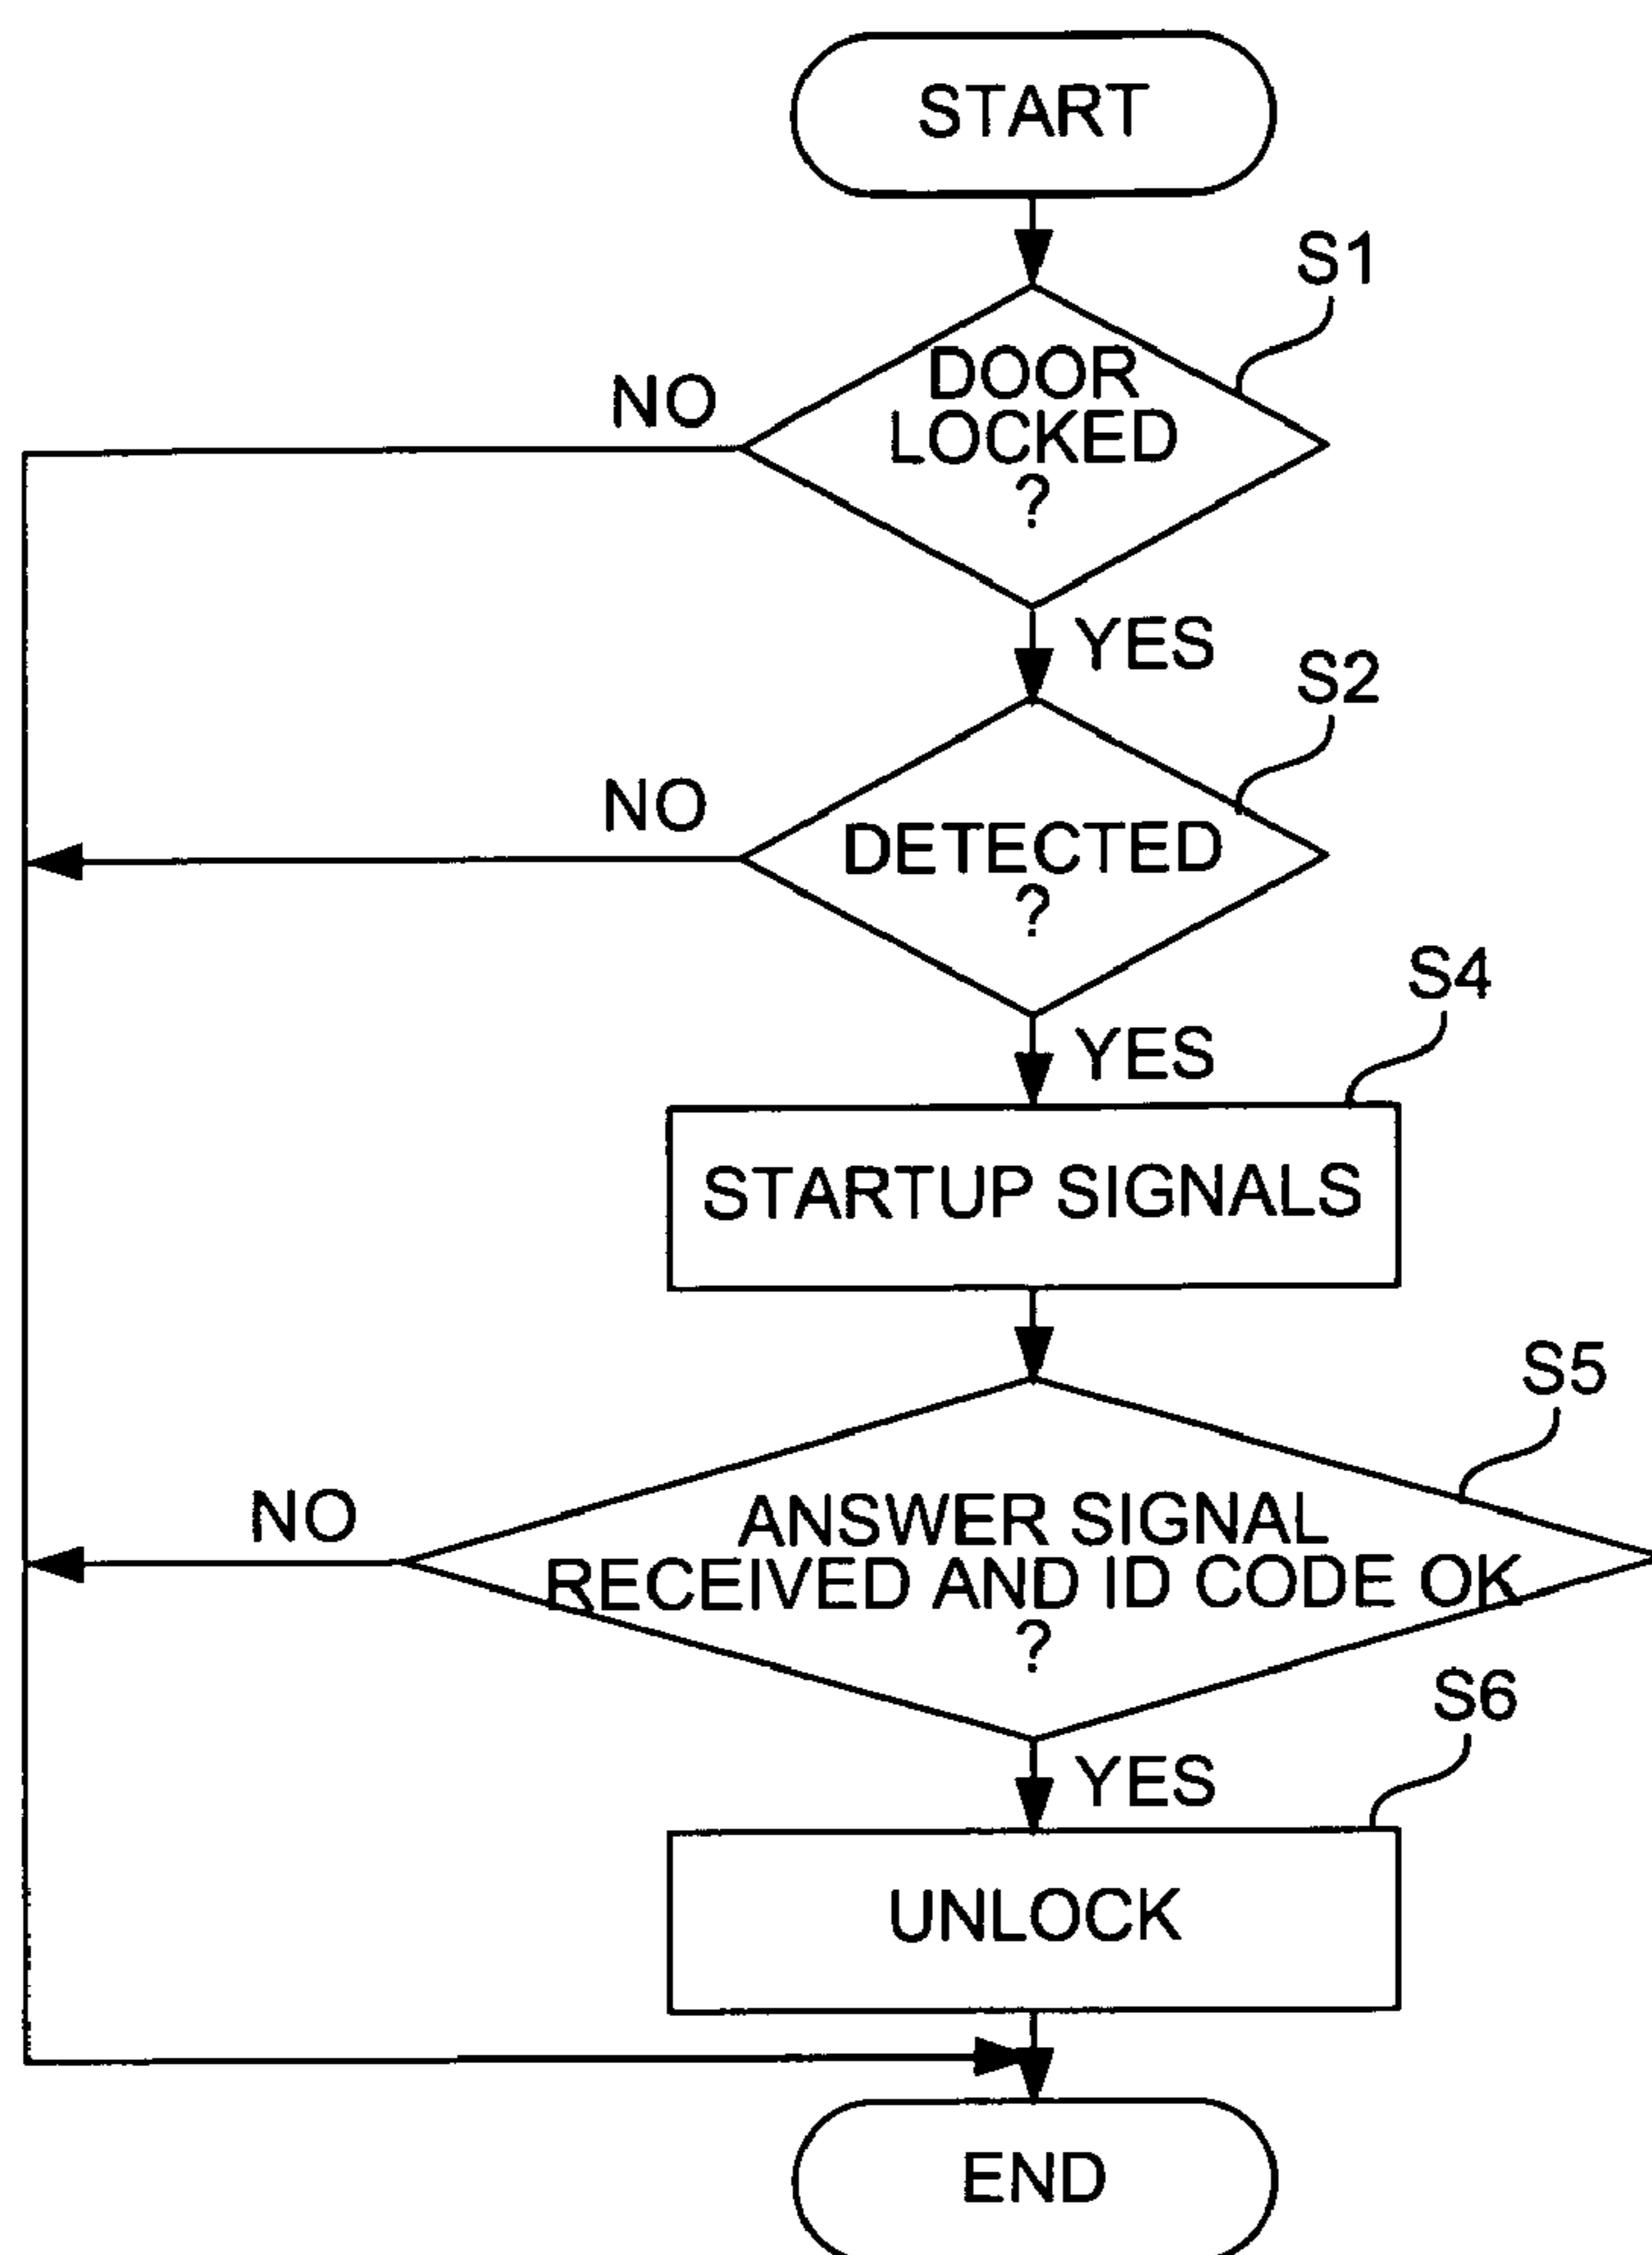 START
S1
DOOR
LOCKED
?
NO
YES
S2
DETECTED
?
NO
YES
S4
STARTUP SIGNALS
S5
ANSWER SIGNAL
RECEIVED AND ID CODE OK
?
NO
YES
S6
UNLOCK
END